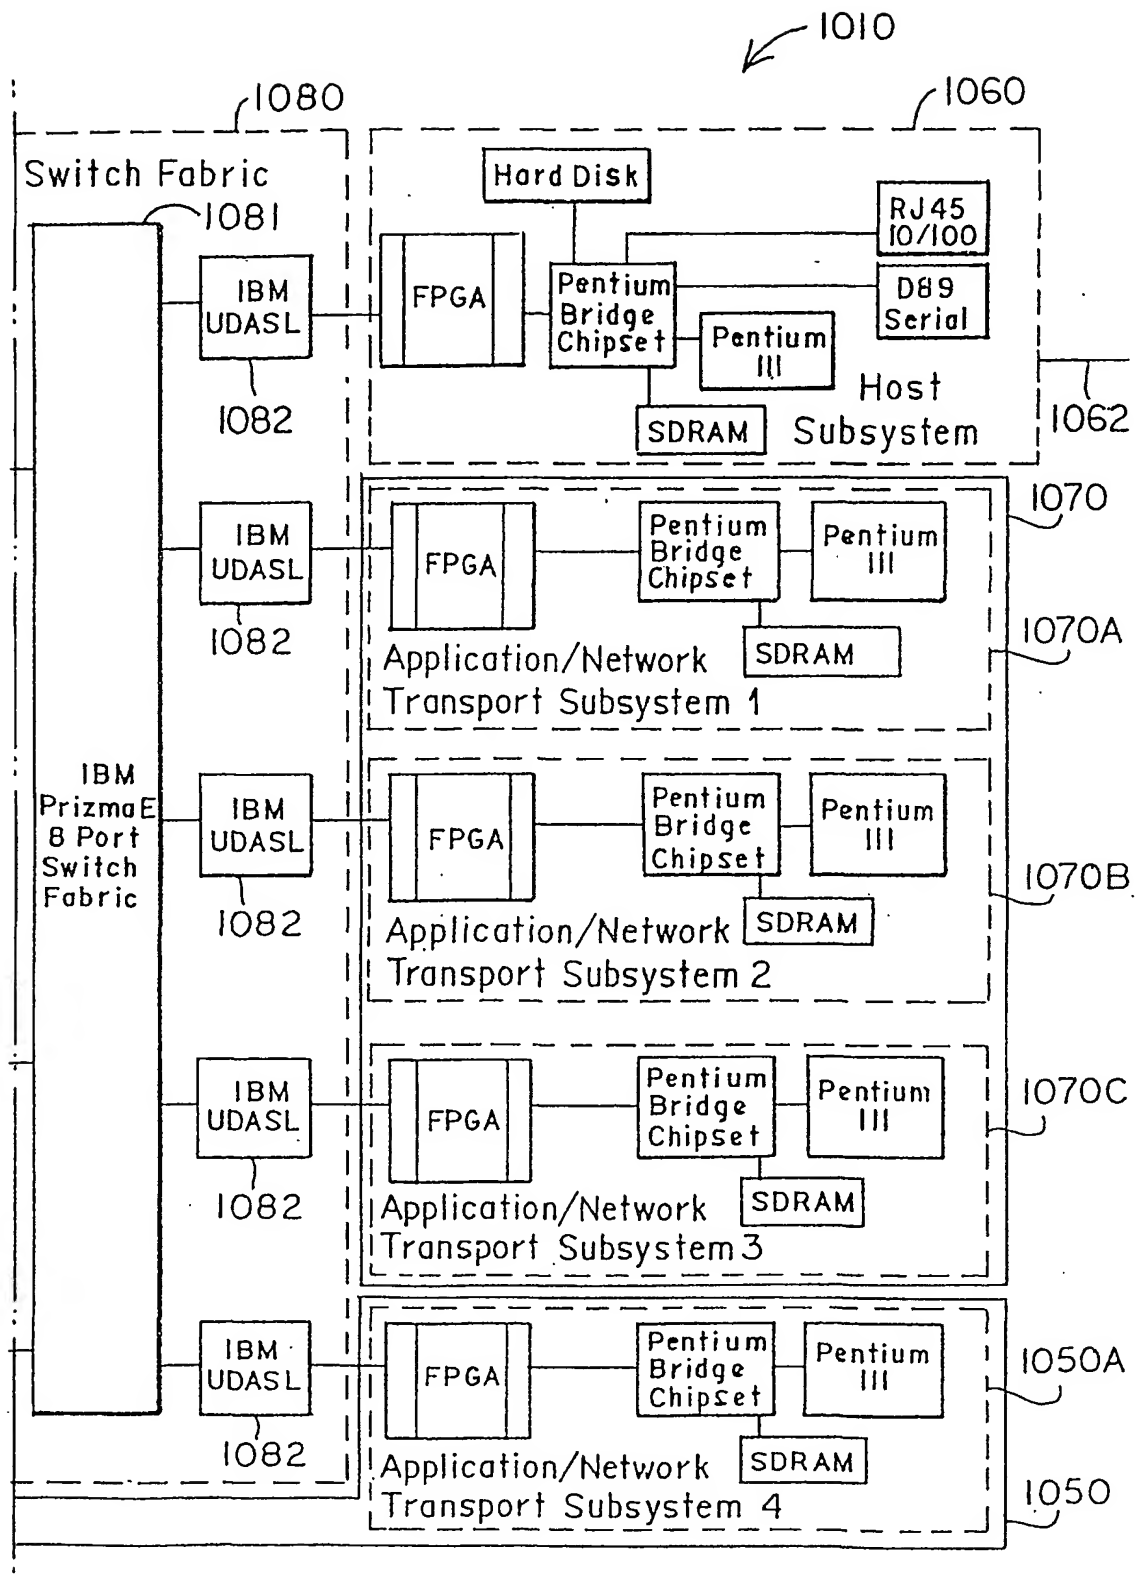 1010
1080
1060
Switch Fabric
1081
Hard Disk
RJ45
10/100
IBM
UDASL
FPGA
Pentium
Bridge
Chipset
D89
Serial
Pentium
III
1082
SDRAM
Host
Subsystem
1062
1070
IBM
UDASL
FPGA
Pentium
Bridge
Chipset
Pentium
III
1082
1070A
SDRAM
Application/Network
Transport Subsystem 1
IBM
PrizmaE
8 Port
Switch
Fabric
IBM
UDASL
FPGA
Pentium
Bridge
Chipset
Pentium
III
1070B
1082
SDRAM
Application/Network
Transport Subsystem 2
IBM
UDASL
FPGA
Pentium
Bridge
Chipset
Pentium
III
1070C
1082
SDRAM
Application/Network
Transport Subsystem 3
IBM
UDASL
FPGA
Pentium
Bridge
Chipset
Pentium
III
1050A
1082
SDRAM
Application/Network
Transport Subsystem 4
1050